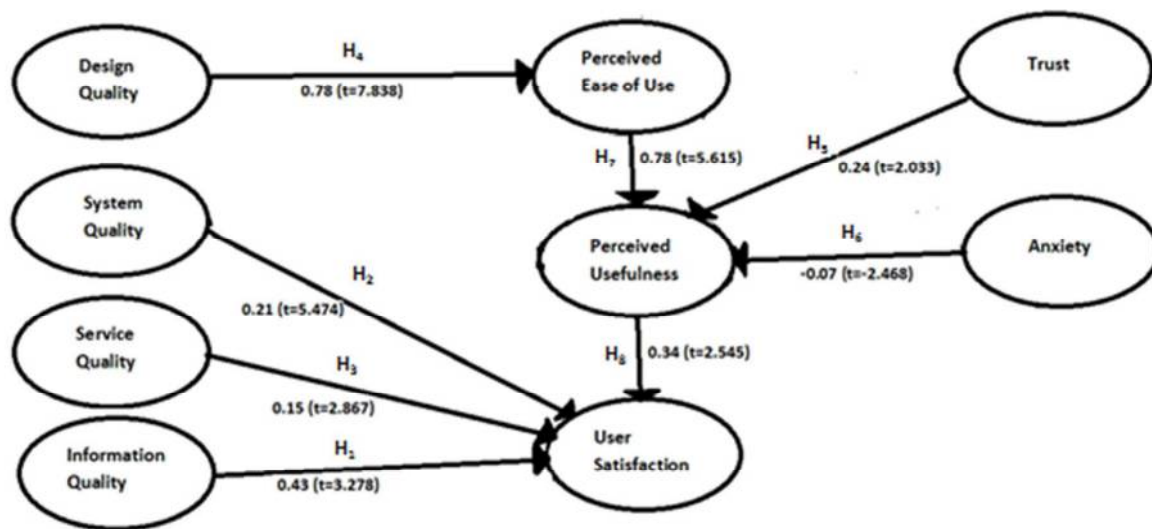 Design
Quality
H4
0.78 (t=7.838)
Perceived
Ease of Use
Trust
H7
0.78 (t=5.615)
H5
0.24 (t=2.033)
System
Quality
Perceived
Usefulness
H6
-0.07 (t=-2.468)
Anxiety
H2
0.21 (t=5.474)
Service
Quality
H8
0.34 (t=2.545)
H3
0.15 (t=2.867)
Information
Quality
H1
0.43 (t=3.278)
User
Satisfaction